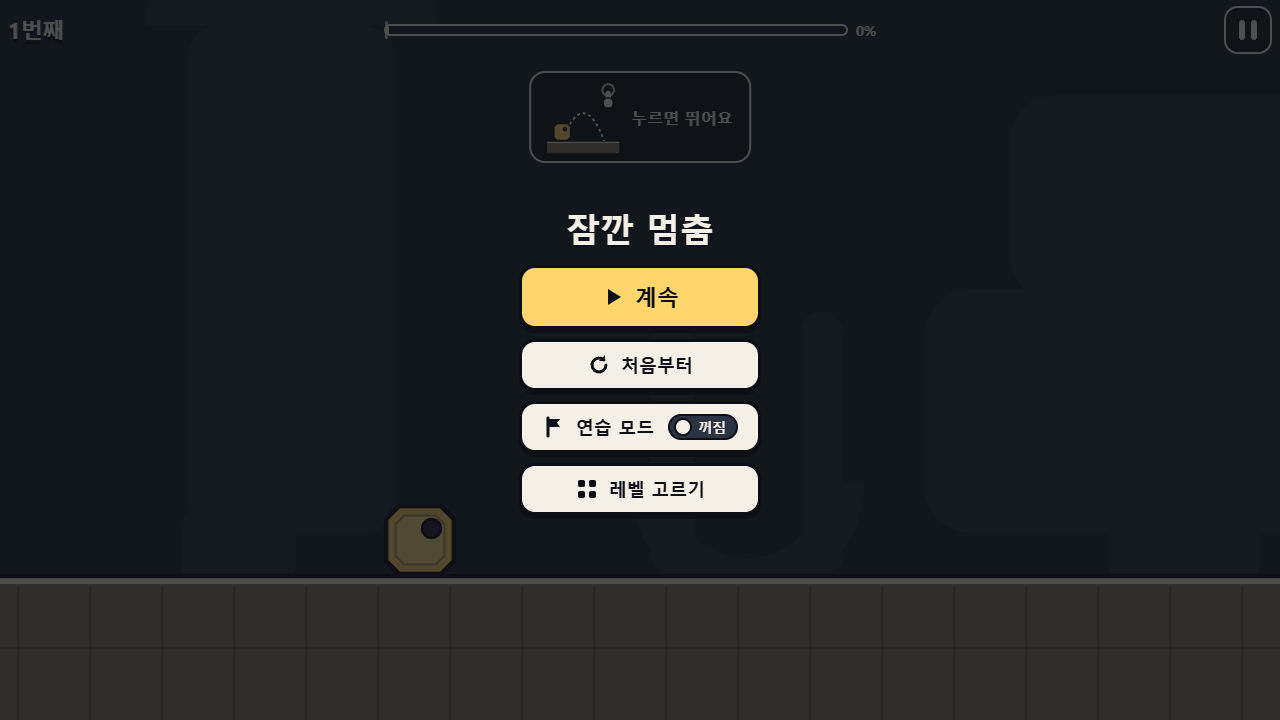 1번째
0%
누르면 뛰어요
잠깐 멈춤
계속
처음부터
연습 모드 꺼짐
레벨 고르기